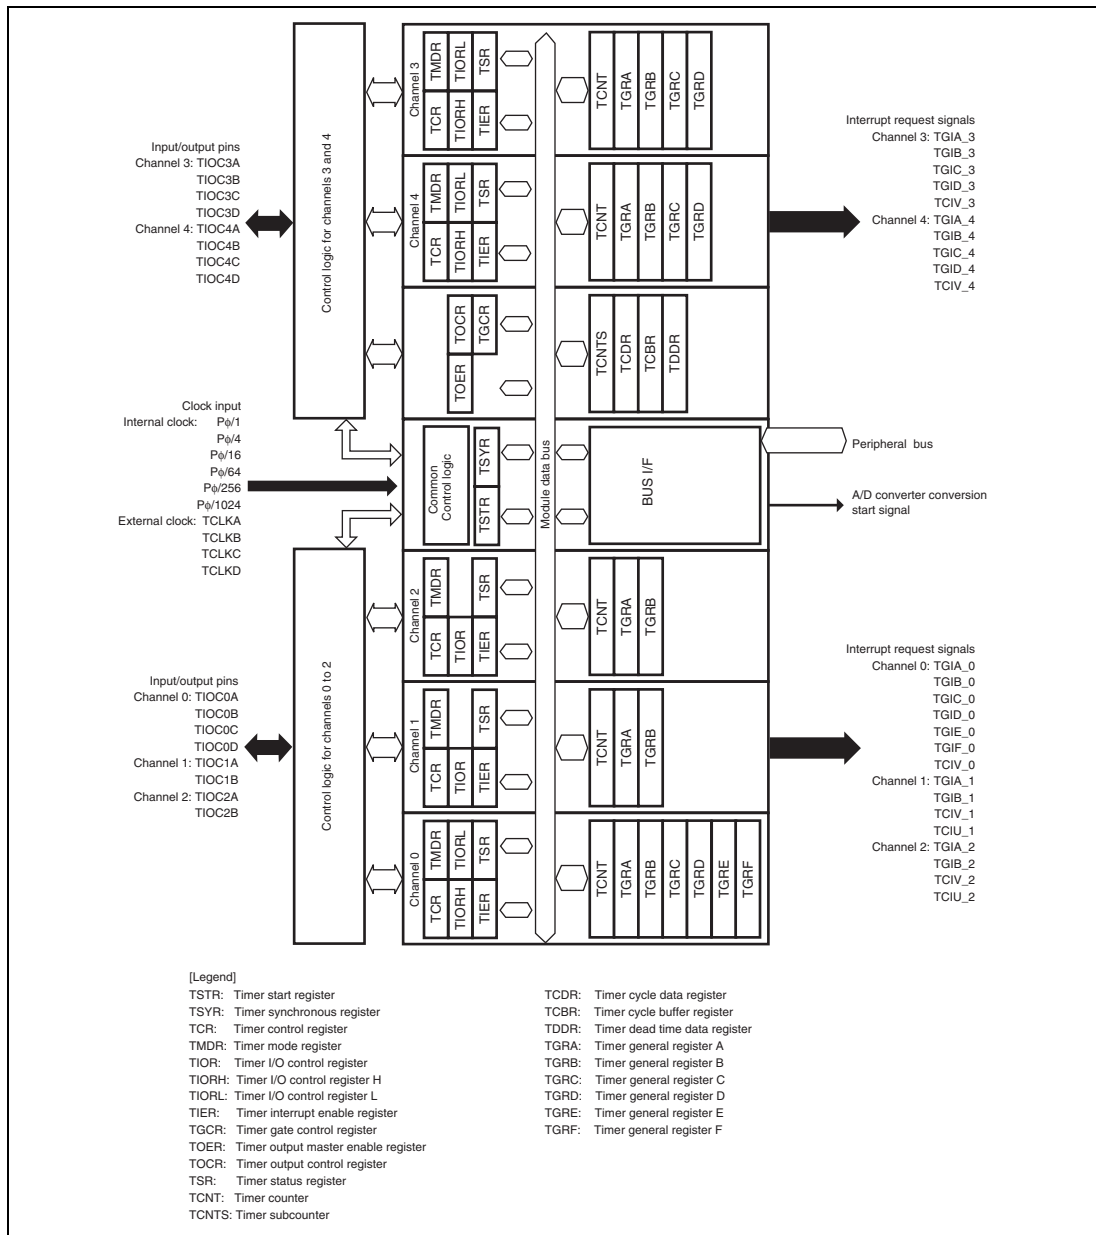 Input/output pins
Channel 3: TIOC3A
TIOC3B
TIOC3C
TIOC3D
Channel 4: TIOC4A
TIOC4B
TIOC4C
TIOC4D
Clock input
Internal clock: Pϕ/1
Pϕ/4
Pϕ/16
Pϕ/64
Pϕ/256
Pϕ/1024
External clock: TCLKA
TCLKB
TCLKC
TCLKD
Input/output pins
Channel 0: TIOC0A
TIOC0B
TIOC0C
TIOC0D
Channel 1: TIOC1A
TIOC1B
Channel 2: TIOC2A
TIOC2B
Control logic for channels 3 and 4
Control logic for channels 0 to 2
Channel 3
TMDR
TIORL
TSR
TCR
TIORH
TIER
TCNT
TGRA
TGRB
TGRC
TGRD
Channel 4
TMDR
TIORL
TSR
TCR
TIORH
TIER
TCNT
TGRA
TGRB
TGRC
TGRD
TOCR
TGCR
TOER
TCNTS
TCDR
TCBR
TDDR
Common
Control logic
TSYR
TSTR
Module data bus
BUS I/F
Channel 2
TMDR
TSR
TCR
TIOR
TIER
TCNT
TGRA
TGRB
Channel 1
TMDR
TSR
TCR
TIOR
TIER
TCNT
TGRA
TGRB
Channel 0
TMDR
TIORL
TSR
TCR
TIORH
TIER
TCNT
TGRA
TGRB
TGRC
TGRD
TGRE
TGRF
Interrupt request signals
Channel 3: TGIA_3
TGIB_3
TGIC_3
TGID_3
TCIV_3
Channel 4: TGIA_4
TGIB_4
TGIC_4
TGID_4
TCIV_4
Peripheral bus
A/D converter conversion
start signal
Interrupt request signals
Channel 0: TGIA_0
TGIB_0
TGIC_0
TGID_0
TGIE_0
TGIF_0
TCIV_0
Channel 1: TGIA_1
TGIB_1
TCIV_1
TCIU_1
Channel 2: TGIA_2
TGIB_2
TCIV_2
TCIU_2
[Legend]
TSTR: Timer start register
TSYR: Timer synchronous register
TCR: Timer control register
TMDR: Timer mode register
TIOR: Timer I/O control register
TIORH: Timer I/O control register H
TIORL: Timer I/O control register L
TIER: Timer interrupt enable register
TGCR: Timer gate control register
TOER: Timer output master enable register
TOCR: Timer output control register
TSR: Timer status register
TCNT: Timer counter
TCNTS: Timer subcounter
TCDR: Timer cycle data register
TCBR: Timer cycle buffer register
TDDR: Timer dead time data register
TGRA: Timer general register A
TGRB: Timer general register B
TGRC: Timer general register C
TGRD: Timer general register D
TGRE: Timer general register E
TGRF: Timer general register F